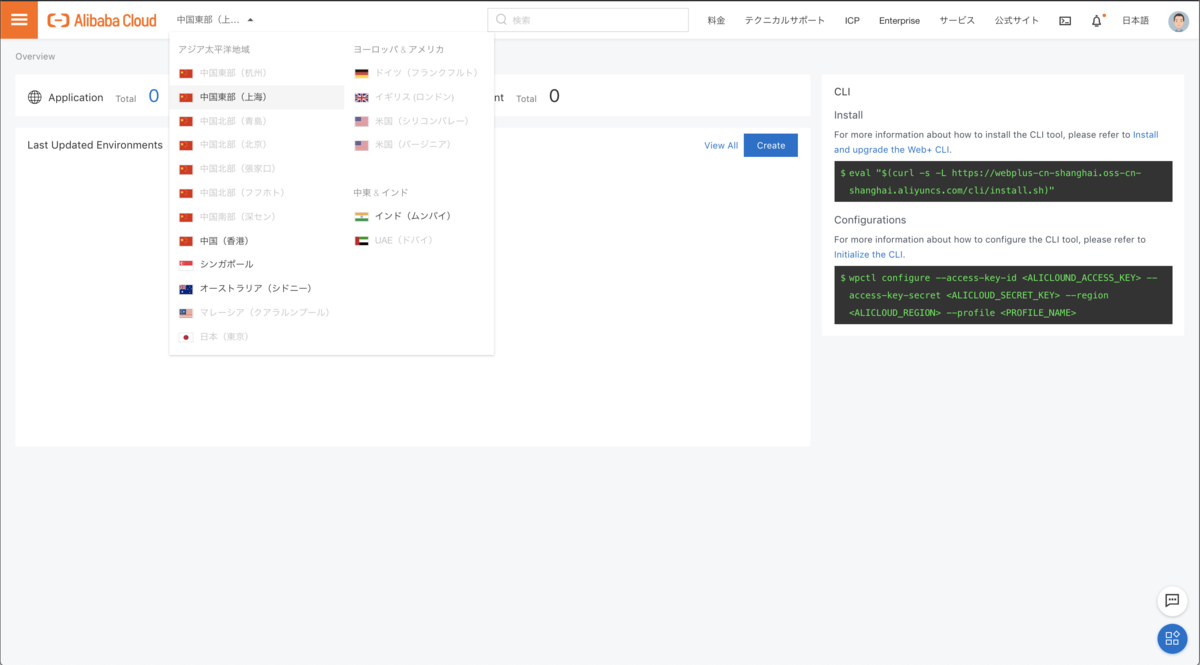 Alibaba Cloud
中国東部（上... 
検索
料金
テクニカルサポート
ICP
Enterprise
サービス
公式サイト
日本語
Overview
アジア太平洋地域
中国東部（杭州）
中国東部（上海）
中国北部（青島）
中国北部（北京）
中国北部（張家口）
中国北部（フフホト）
中国南部（深セン）
中国（香港）
シンガポール
オーストラリア（シドニー）
マレーシア（クアラルンプール）
日本（東京）
ヨーロッパ & アメリカ
ドイツ（フランクフルト）
イギリス (ロンドン)
米国（シリコンバレー）
米国（バージニア）
中東 & インド
インド（ムンバイ）
UAE（ドバイ）
Application Total 0
nt Total 0
Last Updated Environments
View All
Create
CLI
Install
For more information about how to install the CLI tool, please refer to Install
and upgrade the Web+ CLI.
$ eval "$(curl -s -L https://webplus-cn-shanghai.oss-cn-
shanghai.aliyuncs.com/cli/install.sh)"
Configurations
For more information about how to configure the CLI tool, please refer to
Initialize the CLI.
$ wpctl configure --access-key-id <ALICLOUND_ACCESS_KEY> --
access-key-secret <ALICLOUD_SECRET_KEY> --region
<ALICLOUD_REGION> --profile <PROFILE_NAME>